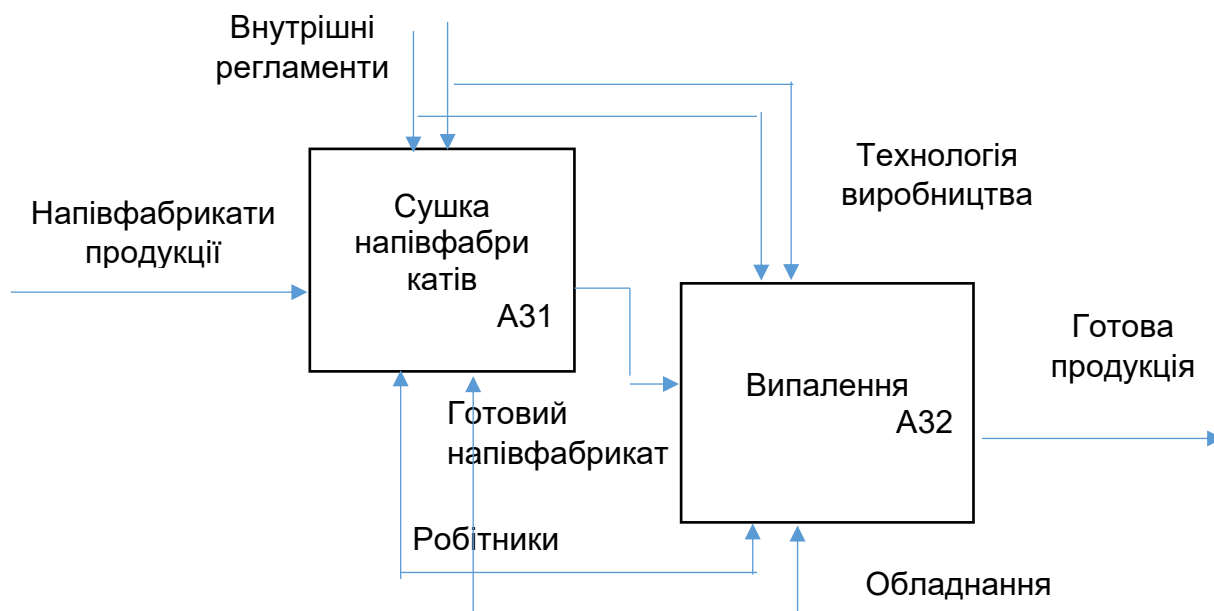 Внутрішні
регламенти
Технологія
виробництва
Напівфабрикати
продукції
Сушка
напівфабри
катів
А31
Готова
продукція
Випалення
А32
Готовий
напівфабрикат
Робітники
Обладнання